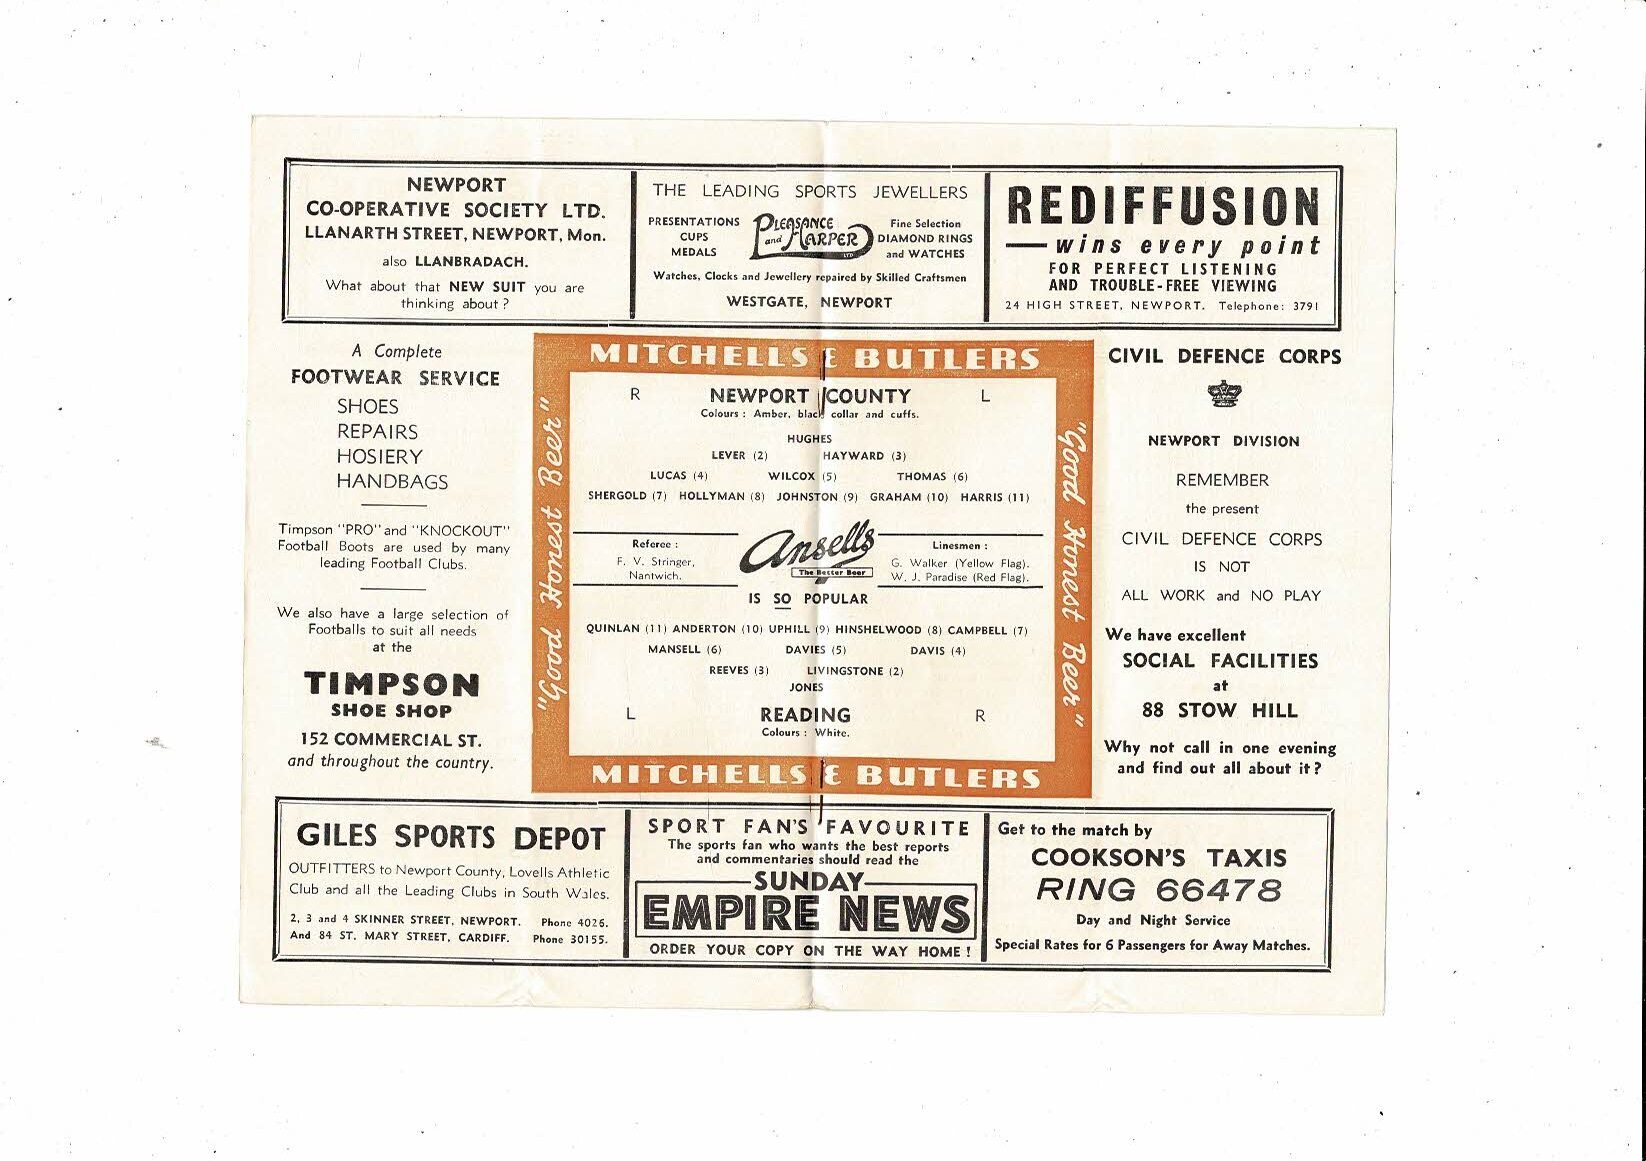 NEWPORT
CO-OPERATIVE SOCIETY LTD.
LLANARTH STREET, NEWPORT, Mon.
also LLANBRADACH.
What about that NEW SUIT you are
thinking about ?
THE LEADING SPORTS JEWELLERS
PRESENTATIONS
CUPS
MEDALS
PLEASANCE
and HARPER LTD.
Fine Selection
DIAMOND RINGS
and WATCHES
Watches, Clocks and Jewellery repaired by Skilled Craftsmen
WESTGATE, NEWPORT
REDIFFUSION
— wins every point
FOR PERFECT LISTENING
AND TROUBLE-FREE VIEWING
24 HIGH STREET, NEWPORT. Telephone: 3791
A Complete
FOOTWEAR SERVICE
SHOES
REPAIRS
HOSIERY
HANDBAGS
Timpson "PRO" and "KNOCKOUT"
Football Boots are used by many
leading Football Clubs.
We also have a large selection of
Footballs to suit all needs
at the
TIMPSON
SHOE SHOP
152 COMMERCIAL ST.
and throughout the country.
MITCHELLS & BUTLERS
"Good Honest Beer"
R NEWPORT COUNTY L
Colours : Amber, black collar and cuffs.
HUGHES
LEVER (2) HAYWARD (3)
LUCAS (4) WILCOX (5) THOMAS (6)
SHERGOLD (7) HOLLYMAN (8) JOHNSTON (9) GRAHAM (10) HARRIS (11)
Referee :
F. V. Stringer,
Nantwich.
Ansells
The Better Beer
Linesmen :
G. Walker (Yellow Flag).
W. J. Paradise (Red Flag).
IS SO POPULAR
QUINLAN (11) ANDERTON (10) UPHILL (9) HINSHELWOOD (8) CAMPBELL (7)
MANSELL (6) DAVIES (5) DAVIS (4)
REEVES (3) LIVINGSTONE (2)
JONES
L READING R
Colours : White.
"Good Honest Beer"
MITCHELLS & BUTLERS
CIVIL DEFENCE CORPS
NEWPORT DIVISION
REMEMBER
the present
CIVIL DEFENCE CORPS
IS NOT
ALL WORK and NO PLAY
We have excellent
SOCIAL FACILITIES
at
88 STOW HILL
Why not call in one evening
and find out all about it ?
GILES SPORTS DEPOT
OUTFITTERS to Newport County, Lovells Athletic
Club and all the Leading Clubs in South Wales.
2, 3 and 4 SKINNER STREET, NEWPORT. Phone 4026.
And 84 ST. MARY STREET, CARDIFF. Phone 30155.
SPORT FAN'S FAVOURITE
The sports fan who wants the best reports
and commentaries should read the
SUNDAY
EMPIRE NEWS
ORDER YOUR COPY ON THE WAY HOME !
Get to the match by
COOKSON'S TAXIS
RING 66478
Day and Night Service
Special Rates for 6 Passengers for Away Matches.